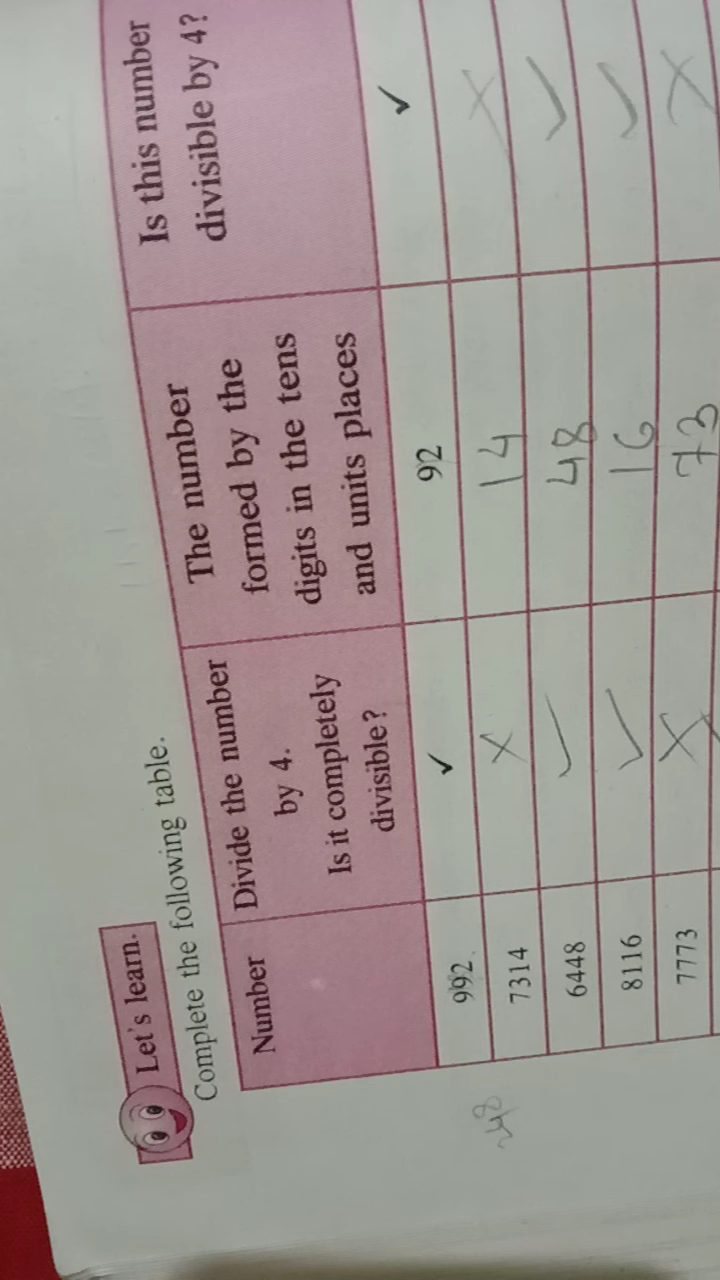 Let's learn.
Complete the following table.
Number
Divide the number
by 4.
Is it completely
divisible?
The number
formed by the
digits in the tens
and units places
Is this number
divisible by 4?
992 ✓ 92 ✓
7314 × 14 ×
6448 ✓ 48 ✓
8116 ✓ 16 ✓
7773 × 73 ×